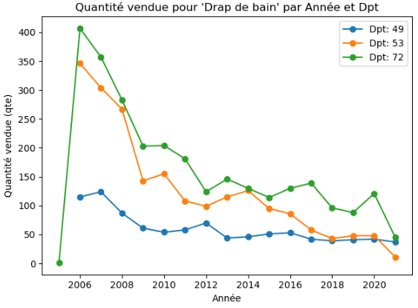 Quantité vendue pour 'Drap de bain' par Année et Dpt
Quantité vendue (qte)
400
350
300
250
200
150
100
50
0
Dpt: 49
Dpt: 53
Dpt: 72
2006 2008 2010 2012 2014 2016 2018 2020
Année